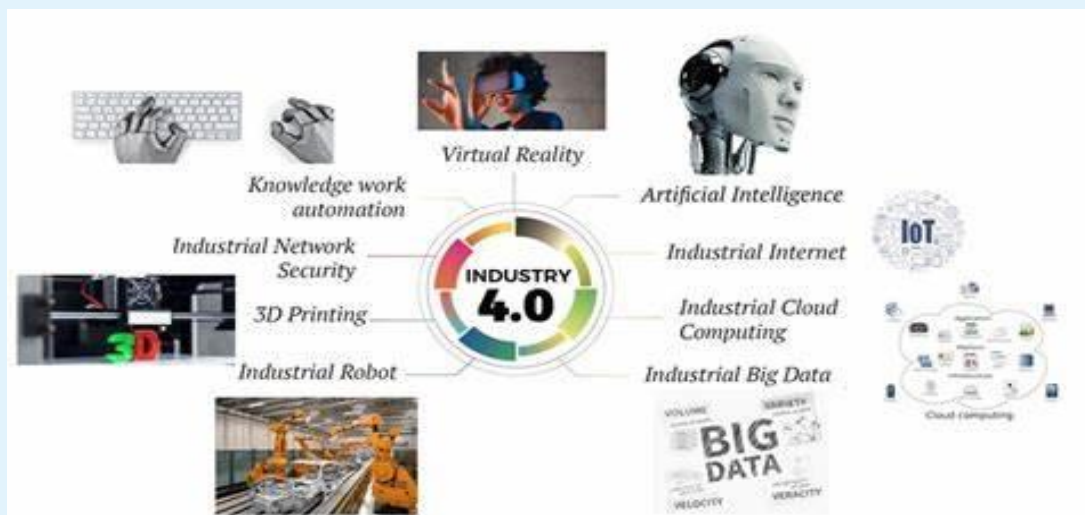 Virtual Reality
Knowledge work
automation
Artificial Intelligence
Industrial Network
Security
Industrial Internet
IoT
INDUSTRY
4.0
3D Printing
3D
Industrial Cloud
Computing
Industrial Robot
Industrial Big Data
Cloud computing
VOLUME
VARIETY
BIG
DATA
VELOCITY
VERACITY